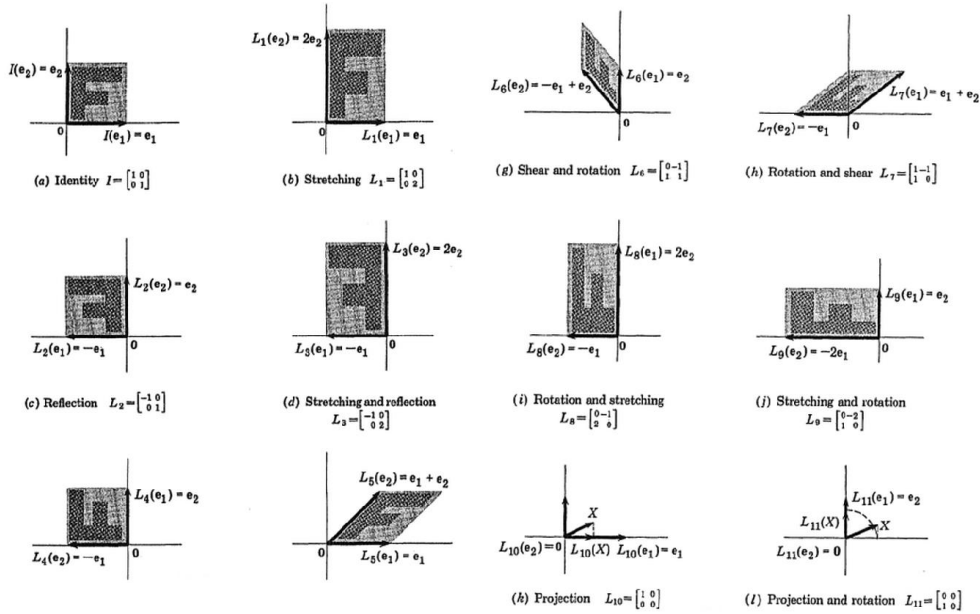 I(e₂) = e₂
0
I(e₁) = e₁
(a) Identity I = [1 0
0 1]
L₁(e₂) = 2e₂
0
L₁(e₁) = e₁
(b) Stretching L₁ = [1 0
0 2]
L₆(e₂) = −e₁ + e₂
L₆(e₁) = e₂
0
(g) Shear and rotation L₆ = [0 −1
1 1]
L₇(e₁) = e₁ + e₂
L₇(e₂) = −e₁
0
(h) Rotation and shear L₇ = [1 −1
1 0]
L₂(e₂) = e₂
L₂(e₁) = −e₁
0
(c) Reflection L₂ = [−1 0
0 1]
L₃(e₂) = 2e₂
L₃(e₁) = −e₁
0
(d) Stretching and reflection
L₃ = [−1 0
0 2]
L₈(e₁) = 2e₂
L₈(e₂) = −e₁
0
(i) Rotation and stretching
L₈ = [0 −1
2 0]
L₉(e₁) = e₂
0
L₉(e₂) = −2e₁
(j) Stretching and rotation
L₉ = [0 −2
1 0]
L₄(e₁) = e₂
L₄(e₂) = −e₁
0
L₅(e₂) = e₁ + e₂
0
L₅(e₁) = e₁
X
L₁₀(e₂) = 0
L₁₀(X)
L₁₀(e₁) = e₁
(k) Projection L₁₀ = [1 0
0 0]
L₁₁(e₁) = e₂
L₁₁(X)
X
L₁₁(e₂) = 0
(l) Projection and rotation L₁₁ = [0 0
1 0]